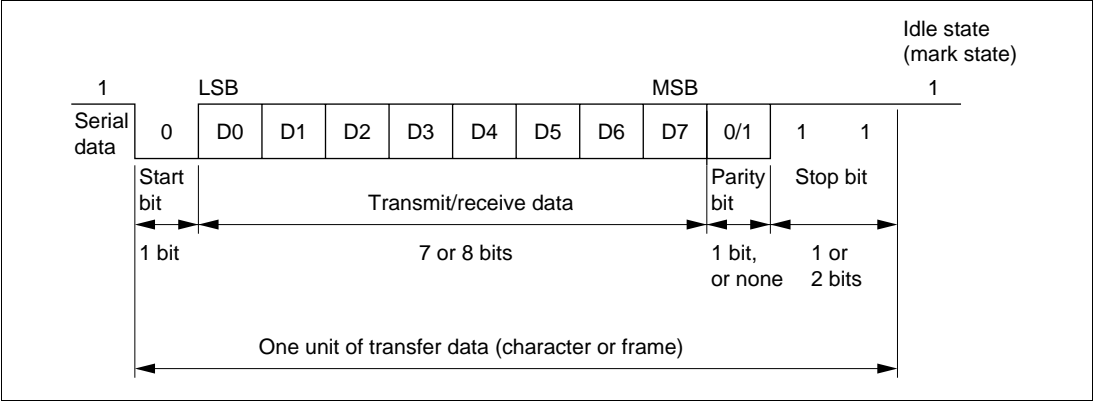 Idle state
(mark state)
1
LSB
MSB
1
Serial
data
0
D0
D1
D2
D3
D4
D5
D6
D7
0/1
1
1
Start
bit
Transmit/receive data
Parity
bit
Stop bit
1 bit
7 or 8 bits
1 bit,
or none
1 or
2 bits
One unit of transfer data (character or frame)